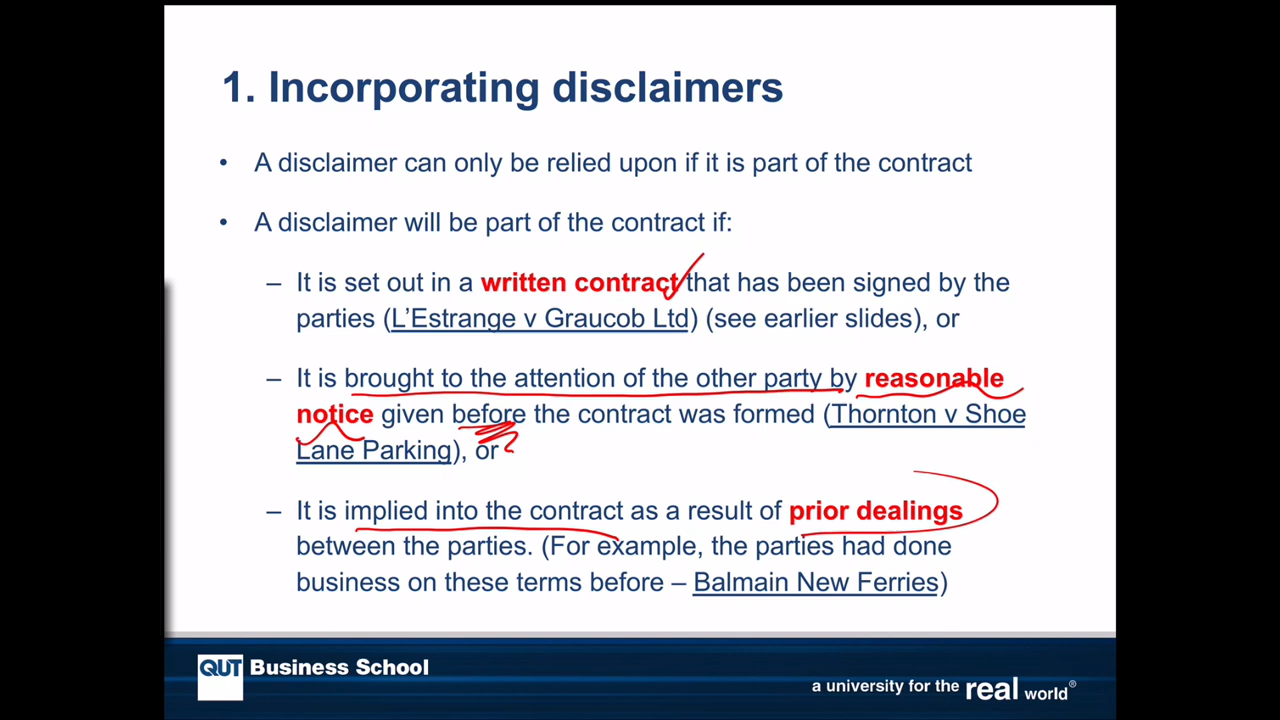 1. Incorporating disclaimers
• A disclaimer can only be relied upon if it is part of the contract
• A disclaimer will be part of the contract if:
– It is set out in a written contract that has been signed by the
parties (L'Estrange v Graucob Ltd) (see earlier slides), or
– It is brought to the attention of the other party by reasonable
notice given before the contract was formed (Thornton v Shoe
Lane Parking), or
– It is implied into the contract as a result of prior dealings
between the parties. (For example, the parties had done
business on these terms before – Balmain New Ferries)
QUT Business School
a university for the real world®